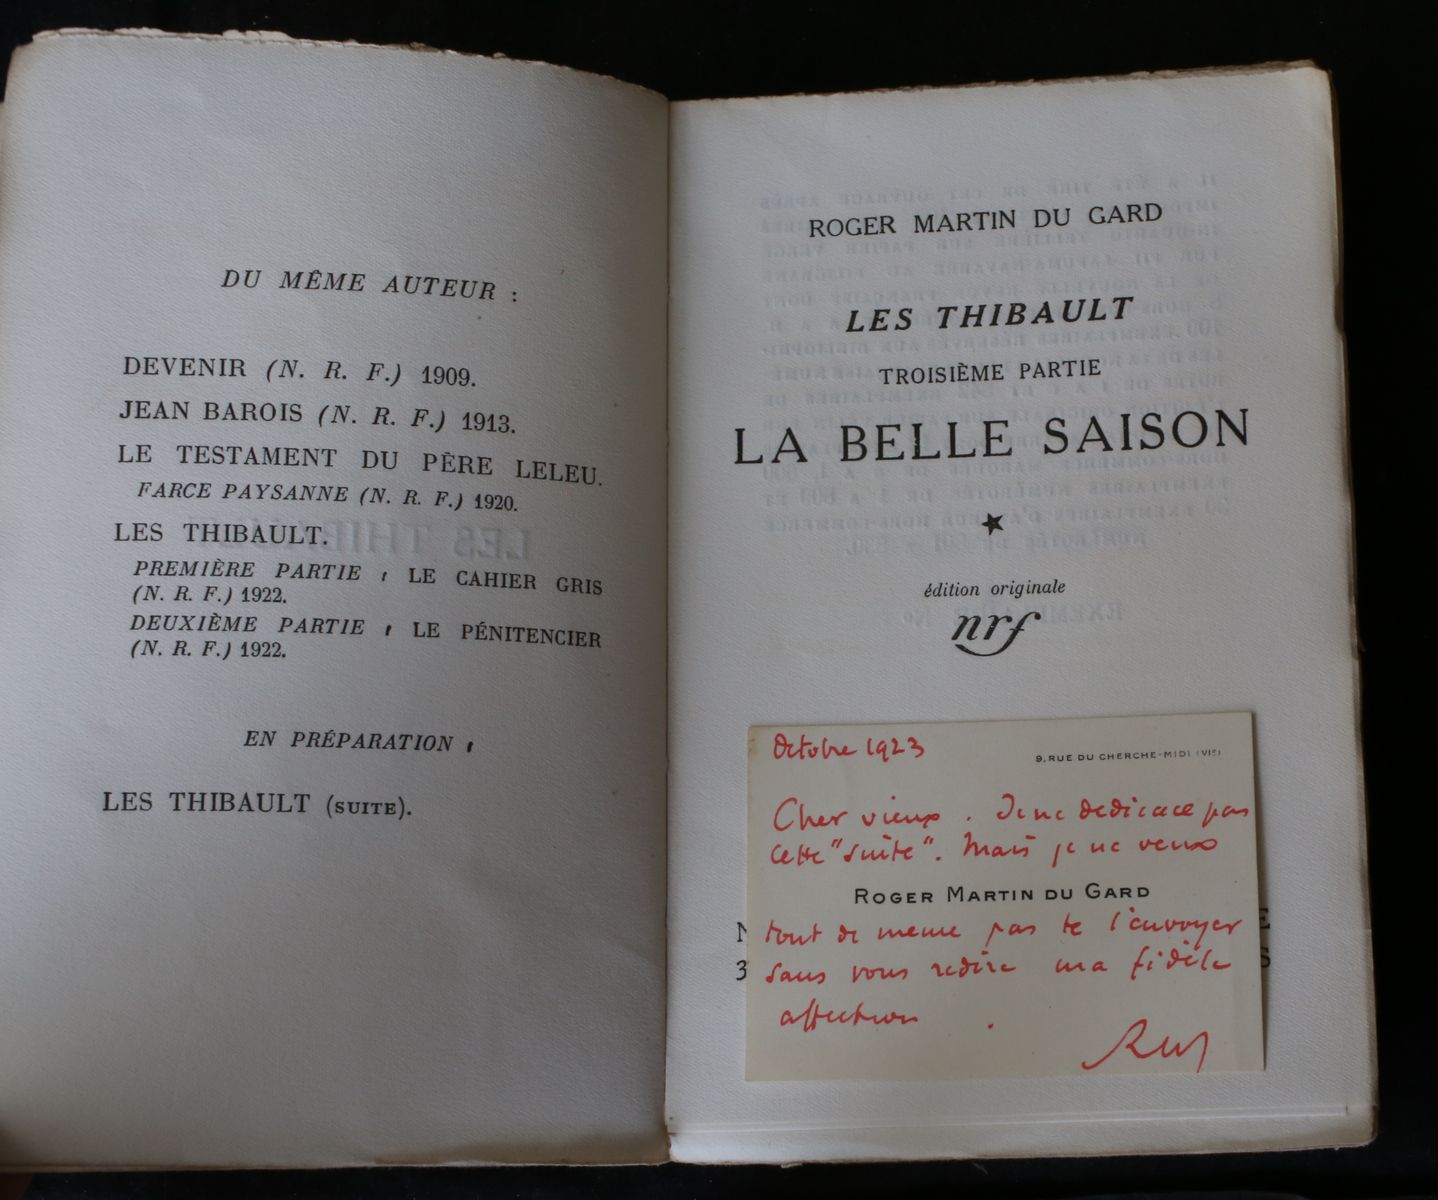 DU MÊME AUTEUR :
DEVENIR (N. R. F.) 1909.
JEAN BAROIS (N. R. F.) 1913.
LE TESTAMENT DU PÈRE LELEU.
FARCE PAYSANNE (N. R. F.) 1920.
LES THIBAULT.
PREMIÈRE PARTIE : LE CAHIER GRIS
(N. R. F.) 1922.
DEUXIÈME PARTIE : LE PÉNITENCIER
(N. R. F.) 1922.
EN PRÉPARATION :
LES THIBAULT (SUITE).
ROGER MARTIN DU GARD
LES THIBAULT
TROISIÈME PARTIE
LA BELLE SAISON
édition originale
nrf
Octobre 1923
9, RUE DU CHERCHE-MIDI (VIE)
Cher vieux. Je ne dedicace pas
cette "suite". Mais je ne veux
ROGER MARTIN DU GARD
tout de meme pas te l'envoyer
sans vous redire ma fidèle
affection.